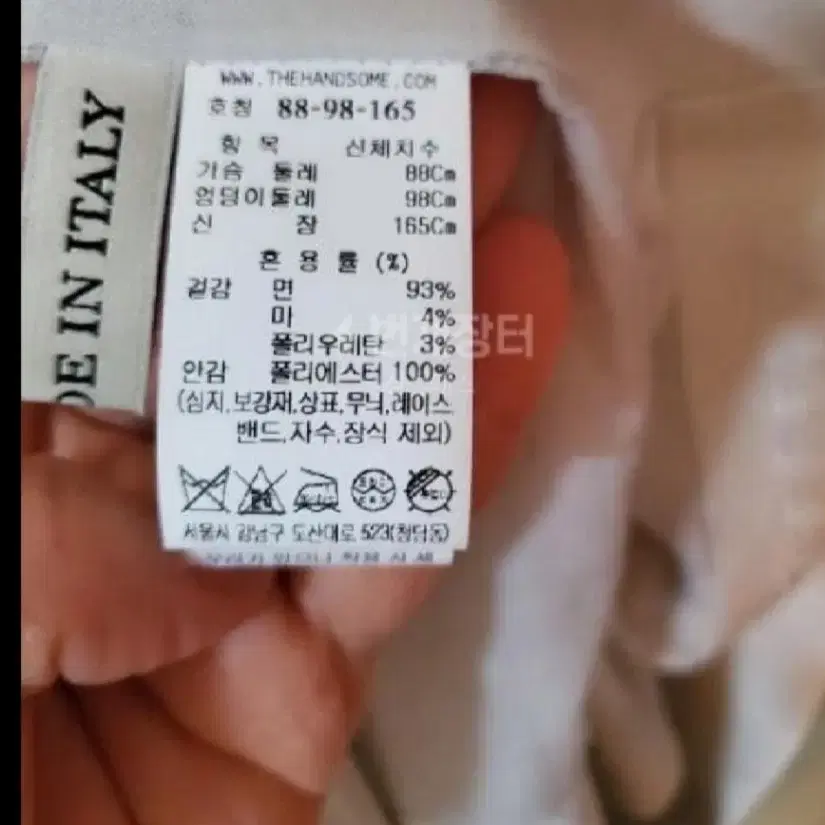 WWW.THEHANDSOME.COM
호칭 88-98-165
항 목 신체치수
가슴 둘레 88Cm
엉덩이둘레 98Cm
신 장 165Cm
혼 용 률 (%)
겉감 면 93%
마 4%
폴리우레탄 3%
안감 폴리에스터 100%
(심지,보강재,상표,무늬,레이스
밴드,자수,장식 제외)
서울시 강남구 도산대로 523(청담동)
DE IN ITALY
번개장터